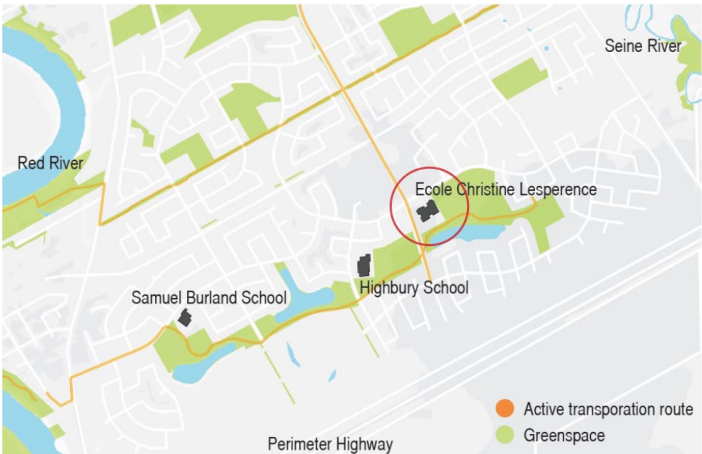 Seine River
Red River
Ecole Christine Lesperence
Highbury School
Samuel Burland School
Active transporation route
Greenspace
Perimeter Highway